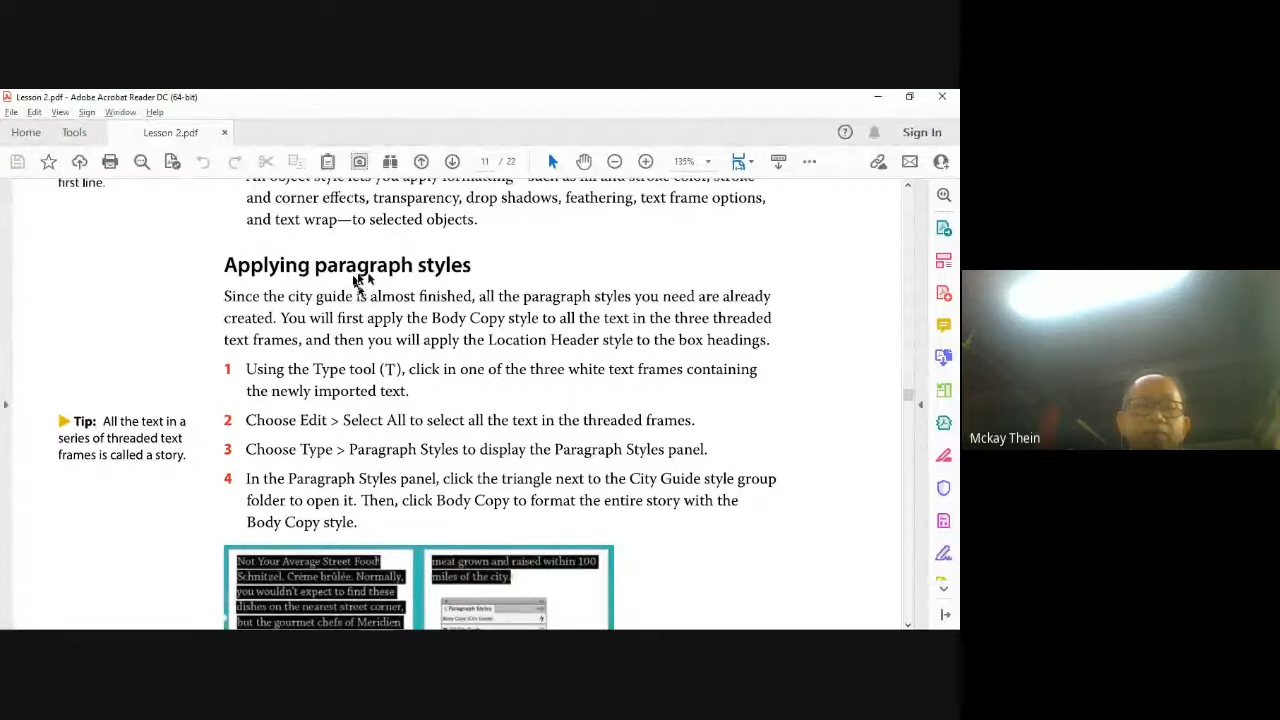 Lesson 2.pdf - Adobe Acrobat Reader DC (64-bit)
File Edit View Sign Window Help
Home Tools Lesson 2.pdf × Sign In
11 / 22 135%
first line.
and corner effects, transparency, drop shadows, feathering, text frame options,
and text wrap—to selected objects.
Applying paragraph styles
Since the city guide is almost finished, all the paragraph styles you need are already
created. You will first apply the Body Copy style to all the text in the three threaded
text frames, and then you will apply the Location Header style to the box headings.
1 Using the Type tool (T), click in one of the three white text frames containing
the newly imported text.
Tip: All the text in a
series of threaded text
frames is called a story.
2 Choose Edit > Select All to select all the text in the threaded frames.
3 Choose Type > Paragraph Styles to display the Paragraph Styles panel.
4 In the Paragraph Styles panel, click the triangle next to the City Guide style group
folder to open it. Then, click Body Copy to format the entire story with the
Body Copy style.
Not Your Average Street Food
Schnitzel. Crème brûlée. Normally,
you wouldn't expect to find these
dishes on the nearest street corner,
but the gourmet chefs of Meridien
meat grown and raised within 100
miles of the city.
Paragraph Styles
Body Copy (City Guide)
Mckay Thein